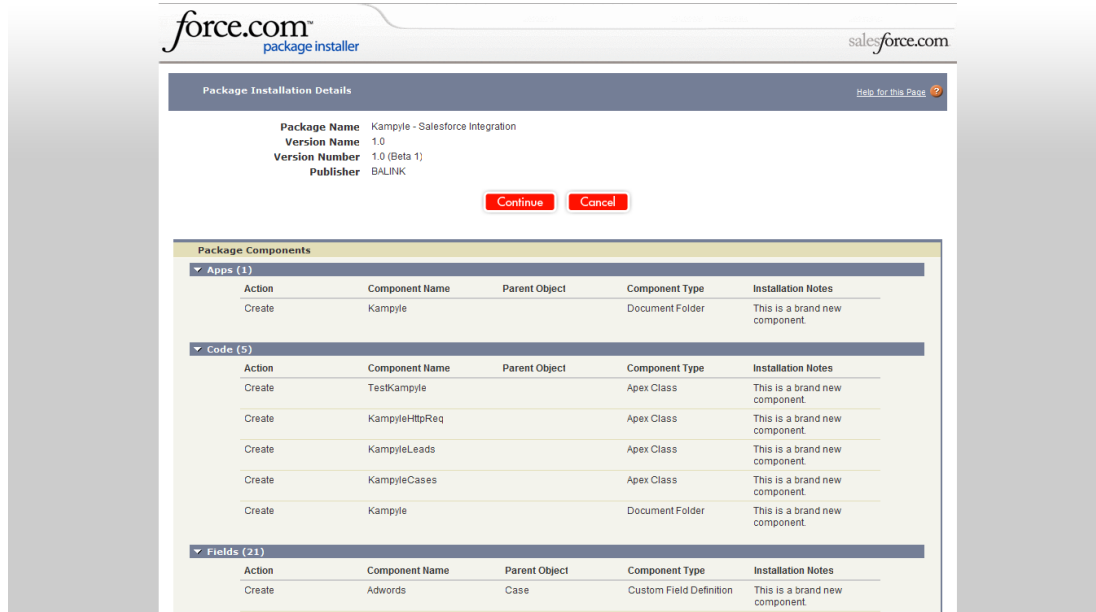 force.com™
package installer
salesforce.com
Package Installation Details
Help for this Page ?
Package Name Kampyle - Salesforce Integration
Version Name 1.0
Version Number 1.0 (Beta 1)
Publisher BALINK
Continue Cancel
Package Components
Apps (1)
Action Component Name Parent Object Component Type Installation Notes
Create Kampyle Document Folder This is a brand new
component.
Code (5)
Action Component Name Parent Object Component Type Installation Notes
Create TestKampyle Apex Class This is a brand new
component.
Create KampyleHttpReq Apex Class This is a brand new
component.
Create KampyleLeads Apex Class This is a brand new
component.
Create KampyleCases Apex Class This is a brand new
component.
Create Kampyle Document Folder This is a brand new
component.
Fields (21)
Action Component Name Parent Object Component Type Installation Notes
Create Adwords Case Custom Field Definition This is a brand new
component.